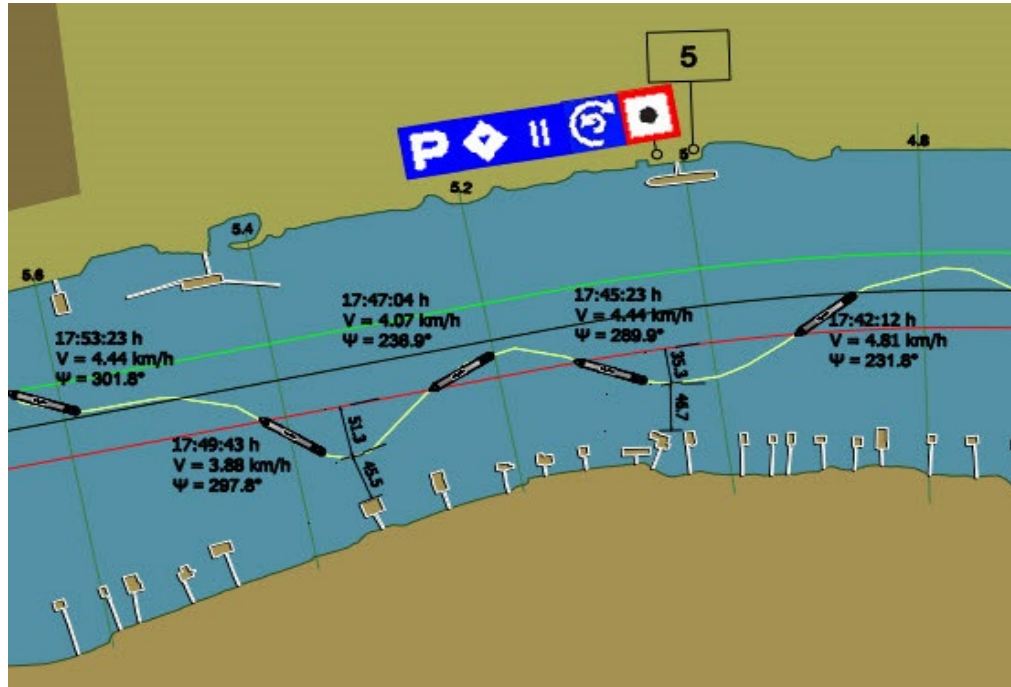 5
P
5
4.8
5.2
5.4
5.6
17:47:04 h
V = 4.07 km/h
Ψ = 236.9°
17:45:23 h
V = 4.44 km/h
Ψ = 289.9°
17:42:12 h
V = 4.81 km/h
Ψ = 231.8°
17:53:23 h
V = 4.44 km/h
Ψ = 301.8°
35.3
46.7
51.3
45.5
17:49:43 h
V = 3.88 km/h
Ψ = 297.8°